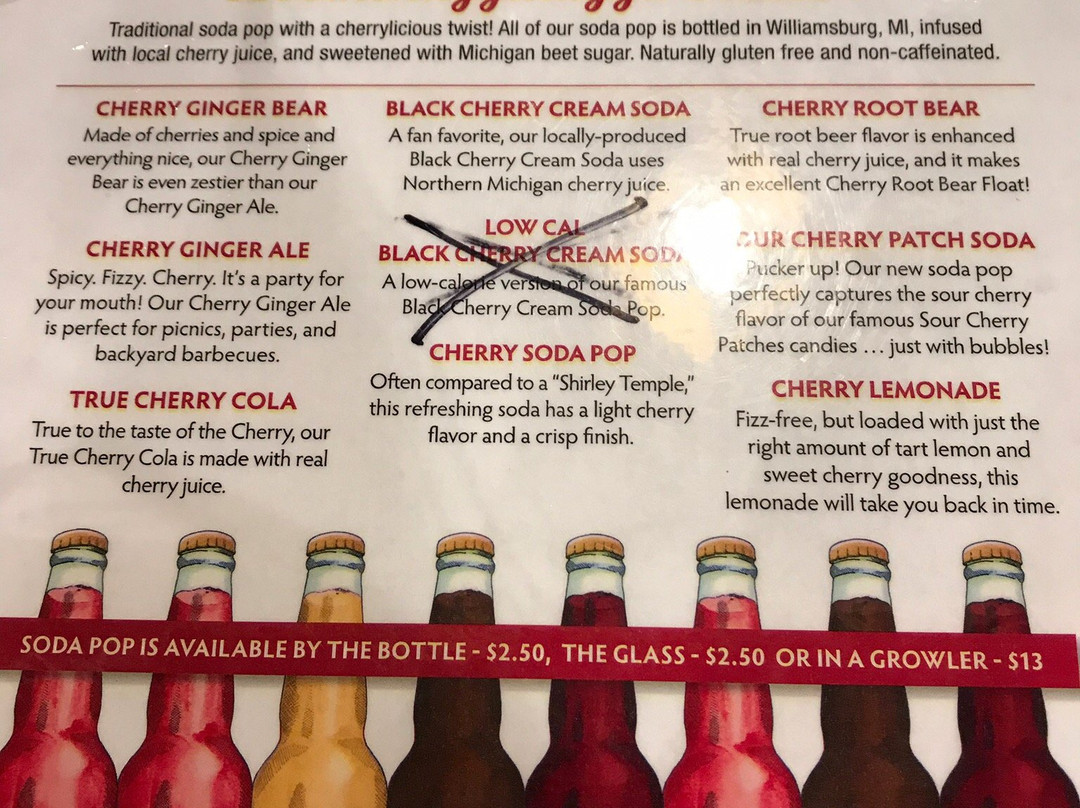 Traditional soda pop with a cherrylicious twist! All of our soda pop is bottled in Williamsburg, MI, infused
with local cherry juice, and sweetened with Michigan beet sugar. Naturally gluten free and non-caffeinated.
CHERRY GINGER BEAR
Made of cherries and spice and
everything nice, our Cherry Ginger
Bear is even zestier than our
Cherry Ginger Ale.
CHERRY GINGER ALE
Spicy. Fizzy. Cherry. It's a party for
your mouth! Our Cherry Ginger Ale
is perfect for picnics, parties, and
backyard barbecues.
TRUE CHERRY COLA
True to the taste of the Cherry, our
True Cherry Cola is made with real
cherry juice.
BLACK CHERRY CREAM SODA
A fan favorite, our locally-produced
Black Cherry Cream Soda uses
Northern Michigan cherry juice.
LOW CAL
BLACK CHERRY CREAM SODA
A low-calorie version of our famous
Black Cherry Cream Soda Pop.
CHERRY SODA POP
Often compared to a "Shirley Temple,"
this refreshing soda has a light cherry
flavor and a crisp finish.
CHERRY ROOT BEAR
True root beer flavor is enhanced
with real cherry juice, and it makes
an excellent Cherry Root Bear Float!
SOUR CHERRY PATCH SODA
Pucker up! Our new soda pop
perfectly captures the sour cherry
flavor of our famous Sour Cherry
Patches candies ... just with bubbles!
CHERRY LEMONADE
Fizz-free, but loaded with just the
right amount of tart lemon and
sweet cherry goodness, this
lemonade will take you back in time.
SODA POP IS AVAILABLE BY THE BOTTLE - $2.50, THE GLASS - $2.50 OR IN A GROWLER - $13